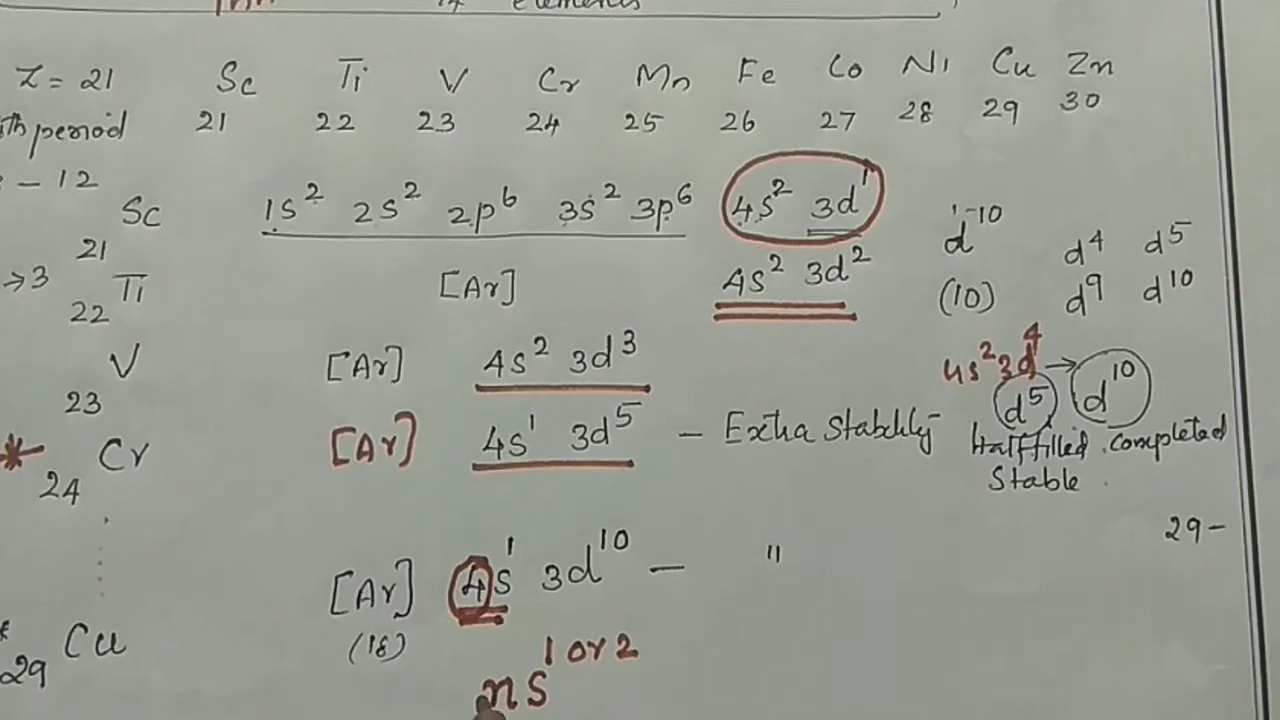 elements
Z = 21 Sc Ti V Cr Mn Fe Co Ni Cu Zn
th period 21 22 23 24 25 26 27 28 29 30
- 12
Sc 1s² 2s² 2p⁶ 3s² 3p⁶ 4s² 3d¹ d¹⁻¹⁰ d⁴ d⁵
21
→3 Ti [Ar] 4s² 3d² (10) d⁹ d¹⁰
22
V [Ar] 4s² 3d³ 4s² 3d⁴ →
23 d⁵ d¹⁰
* Cr [Ar] 4s¹ 3d⁵ – Extra Stability Half filled completed
24 Stable
29 –
[Ar] 4s¹ 3d¹⁰ – "
Cu (18)
29 ns¹ ᵒʳ ²